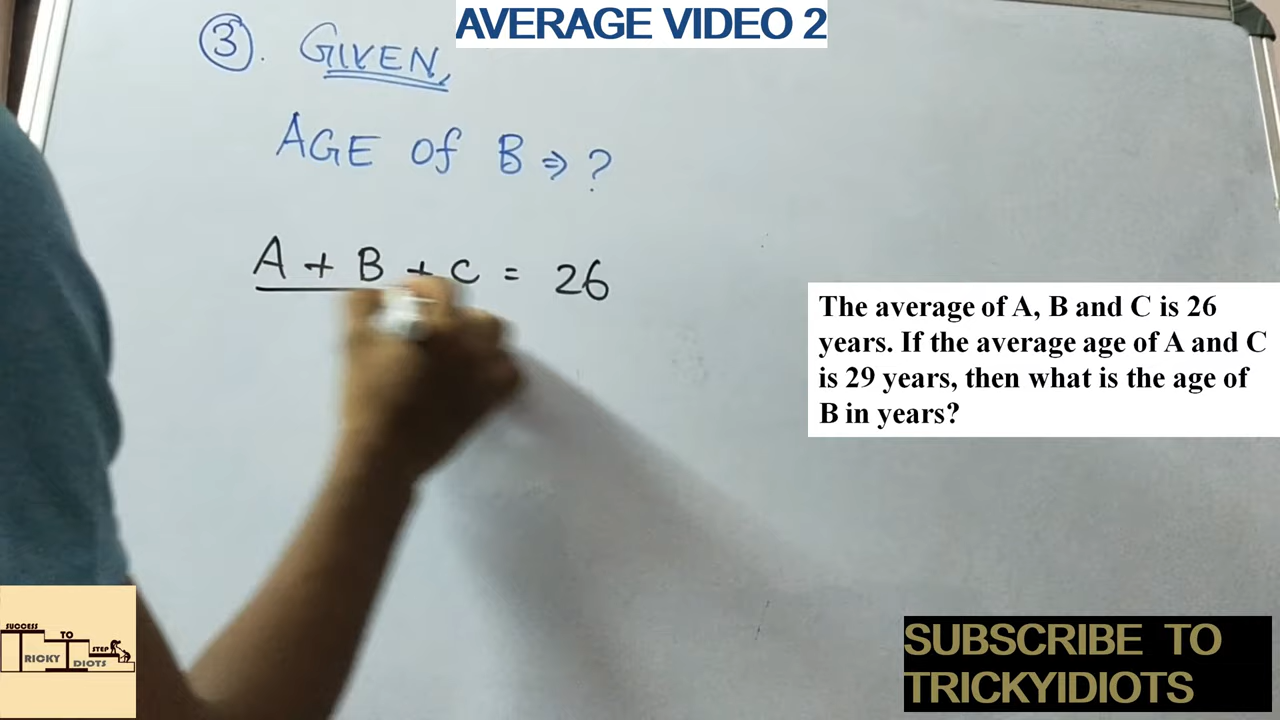 AVERAGE VIDEO 2
③. GIVEN,
AGE of B ⇒ ?
A + B + C = 26
The average of A, B and C is 26
years. If the average age of A and C
is 29 years, then what is the age of
B in years?
SUCCESS
TO
STEP
TRICKY IDIOTS
SUBSCRIBE TO
TRICKYIDIOTS